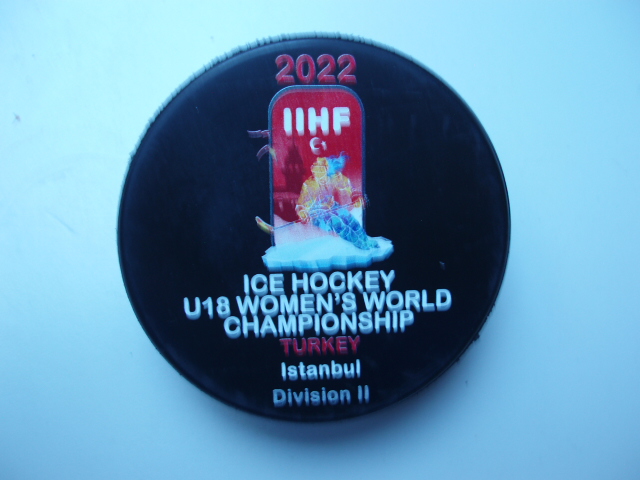 2022
IIHF
ICE HOCKEY
U18 WOMEN'S WORLD
CHAMPIONSHIP
TURKEY
Istanbul
Division II